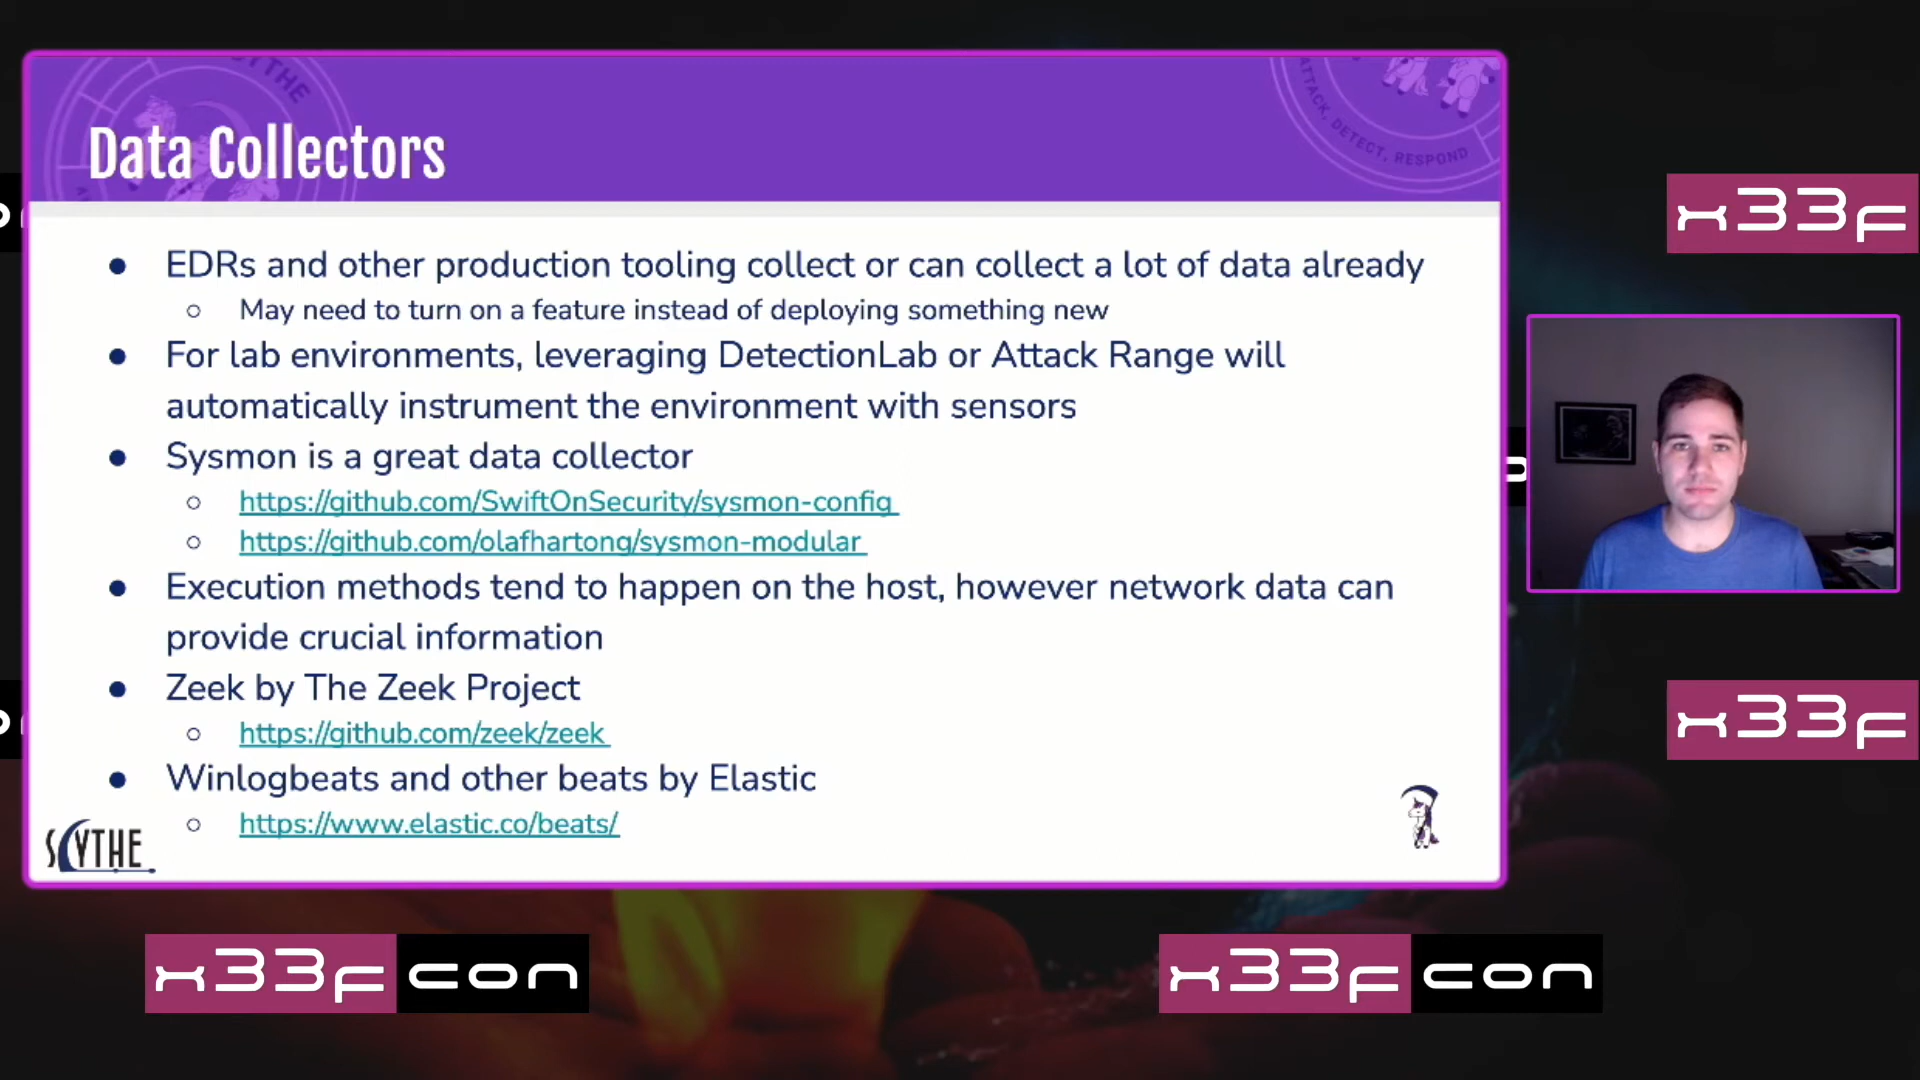 SCYTHE
ATTACK, DETECT, RESPOND
Data Collectors
EDRs and other production tooling collect or can collect a lot of data already
May need to turn on a feature instead of deploying something new
For lab environments, leveraging DetectionLab or Attack Range will
automatically instrument the environment with sensors
Sysmon is a great data collector
https://github.com/SwiftOnSecurity/sysmon-config
https://github.com/olafhartong/sysmon-modular
Execution methods tend to happen on the host, however network data can
provide crucial information
Zeek by The Zeek Project
https://github.com/zeek/zeek
Winlogbeats and other beats by Elastic
https://www.elastic.co/beats/
SCYTHE
x33f
x33f
x33fcon
x33fcon